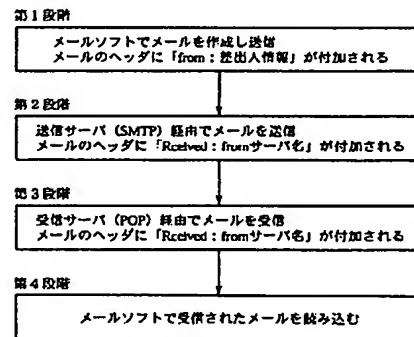 第1段階
メールソフトでメールを作成し送信
メールのヘッダに「from：差出人情報」が付加される
第2段階
送信サーバ（SMTP）経由でメールを送信
メールのヘッダに「Rceived：fromサーバ名」が付加される
第3段階
受信サーバ（POP）経由でメールを受信
メールのヘッダに「Rceived：fromサーバ名」が付加される
第4段階
メールソフトで受信されたメールを読み込む